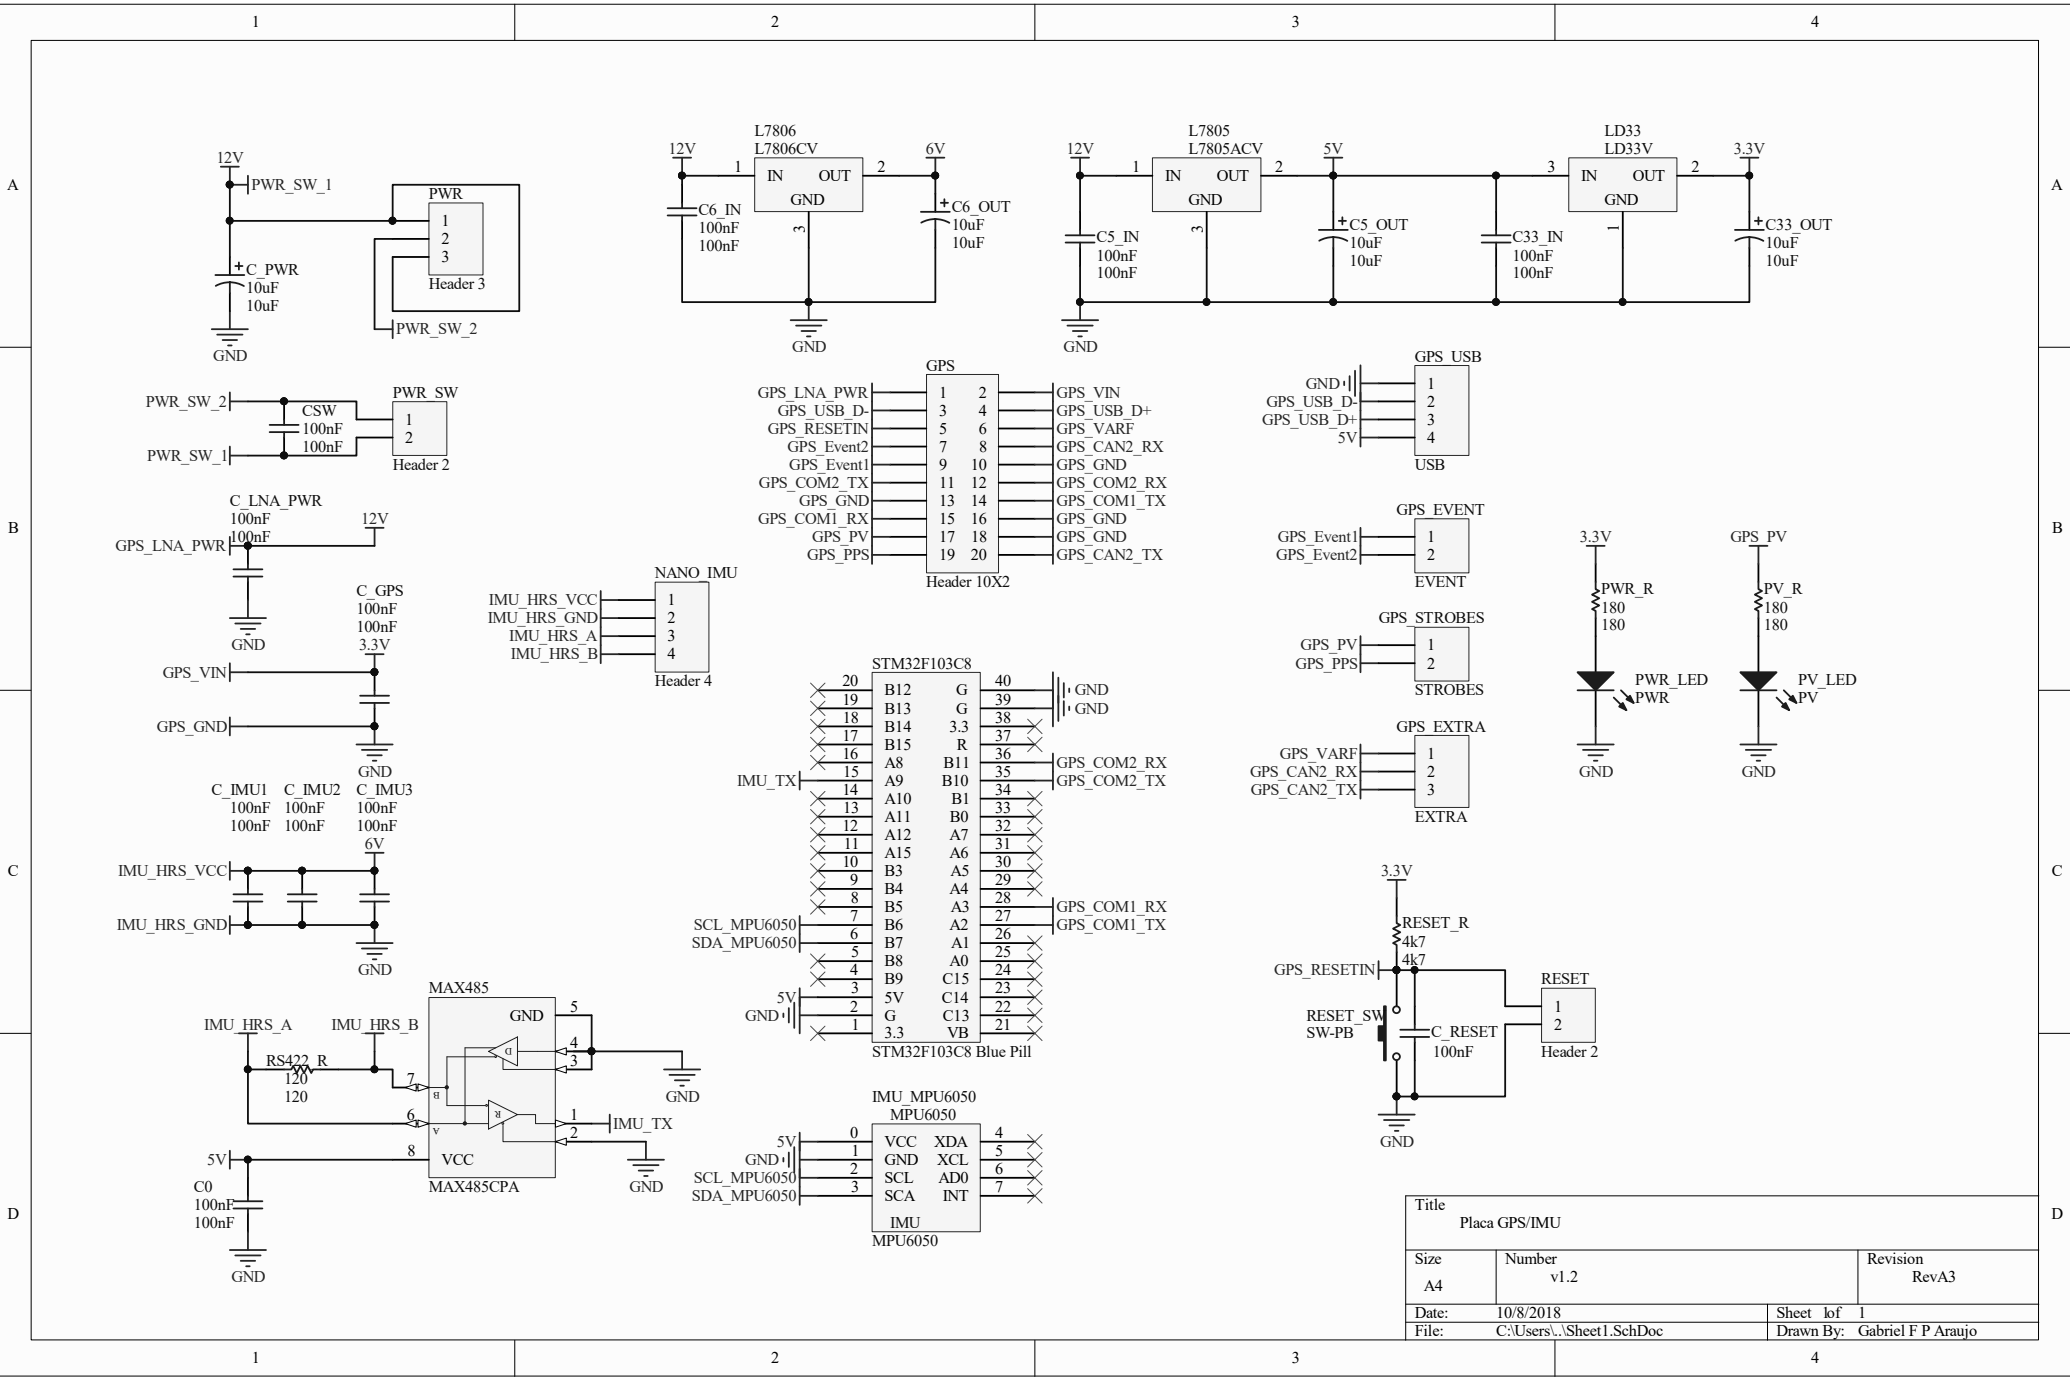 1
2
3
4
A
A
B
B
C
C
D
D
12V
PWR_SW_1
PWR
1
2
3
Header 3
+
C_PWR
10uF
10uF
GND
PWR_SW_2
L7806
L7806CV
12V
1
IN
OUT
2
6V
GND
3
C6_IN
100nF
100nF
+
C6_OUT
10uF
10uF
GND
L7805
L7805ACV
12V
1
IN
OUT
2
5V
GND
3
C5_IN
100nF
100nF
+
C5_OUT
10uF
10uF
C33_IN
100nF
100nF
GND
LD33
LD33V
3
IN
OUT
2
3.3V
GND
1
+
C33_OUT
10uF
10uF
PWR_SW_2
PWR_SW_1
CSW
100nF
100nF
PWR_SW
1
2
Header 2
C_LNA_PWR
100nF
100nF
12V
GPS_LNA_PWR
GND
C_GPS
100nF
100nF
3.3V
GPS_VIN
GPS_GND
GND
C_IMU1 C_IMU2 C_IMU3
100nF 100nF 100nF
100nF 100nF 100nF
6V
IMU_HRS_VCC
IMU_HRS_GND
GND
NANO_IMU
IMU_HRS_VCC 1
IMU_HRS_GND 2
IMU_HRS_A 3
IMU_HRS_B 4
Header 4
GPS
GPS_LNA_PWR 1 2 GPS_VIN
GPS_USB_D- 3 4 GPS_USB_D+
GPS_RESETIN 5 6 GPS_VARF
GPS_Event2 7 8 GPS_CAN2_RX
GPS_Event1 9 10 GPS_GND
GPS_COM2_TX 11 12 GPS_COM2_RX
GPS_GND 13 14 GPS_COM1_TX
GPS_COM1_RX 15 16 GPS_GND
GPS_PV 17 18 GPS_GND
GPS_PPS 19 20 GPS_CAN2_TX
Header 10X2
GPS_USB
GND 1
GPS_USB_D- 2
GPS_USB_D+ 3
5V 4
USB
GPS_EVENT
GPS_Event1 1
GPS_Event2 2
EVENT
GPS_STROBES
GPS_PV 1
GPS_PPS 2
STROBES
GPS_EXTRA
GPS_VARF 1
GPS_CAN2_RX 2
GPS_CAN2_TX 3
EXTRA
3.3V
PWR_R
180
180
PWR_LED
PWR
GND
GPS_PV
PV_R
180
180
PV_LED
PV
GND
STM32F103C8
20 B12 G 40 GND
19 B13 G 39 GND
18 B14 3.3 38
17 B15 R 37
16 A8 B11 36 GPS_COM2_RX
IMU_TX 15 A9 B10 35 GPS_COM2_TX
14 A10 B1 34
13 A11 B0 33
12 A12 A7 32
11 A15 A6 31
10 B3 A5 30
9 B4 A4 29
8 B5 A3 28 GPS_COM1_RX
SCL_MPU6050 7 B6 A2 27 GPS_COM1_TX
SDA_MPU6050 6 B7 A1 26
5 B8 A0 25
4 B9 C15 24
5V 3 5V C14 23
GND 2 G C13 22
1 3.3 VB 21
STM32F103C8 Blue Pill
3.3V
RESET_R
4k7
4k7
GPS_RESETIN
RESET_SW
SW-PB
C_RESET
100nF
RESET
1
2
Header 2
GND
MAX485
IMU_HRS_A
IMU_HRS_B
RS422_R
120
120
GND 5
D
4
3
GND
7
B
R
6
A
1 IMU_TX
2
5V
8
VCC
GND
MAX485CPA
C0
100nF
100nF
GND
IMU_MPU6050
MPU6050
5V 0 VCC XDA 4
GND 1 GND XCL 5
SCL_MPU6050 2 SCL AD0 6
SDA_MPU6050 3 SCA INT 7
IMU
MPU6050
Title
Placa GPS/IMU
Size
A4
Number
v1.2
Revision
RevA3
Date: 10/8/2018
Sheet 1of 1
File: C:\Users\..\Sheet1.SchDoc
Drawn By: Gabriel F P Araujo
1
2
3
4